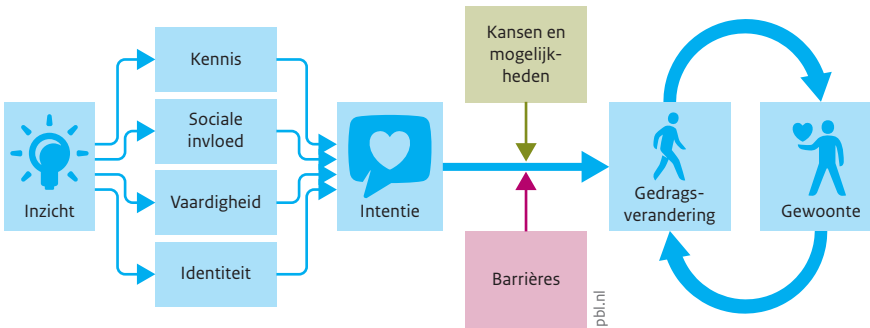 Inzicht
Kennis
Sociale
invloed
Vaardigheid
Identiteit
Intentie
Kansen en
mogelijk-
heden
Barrières
pbl.nl
Gedrags-
verandering
Gewoonte